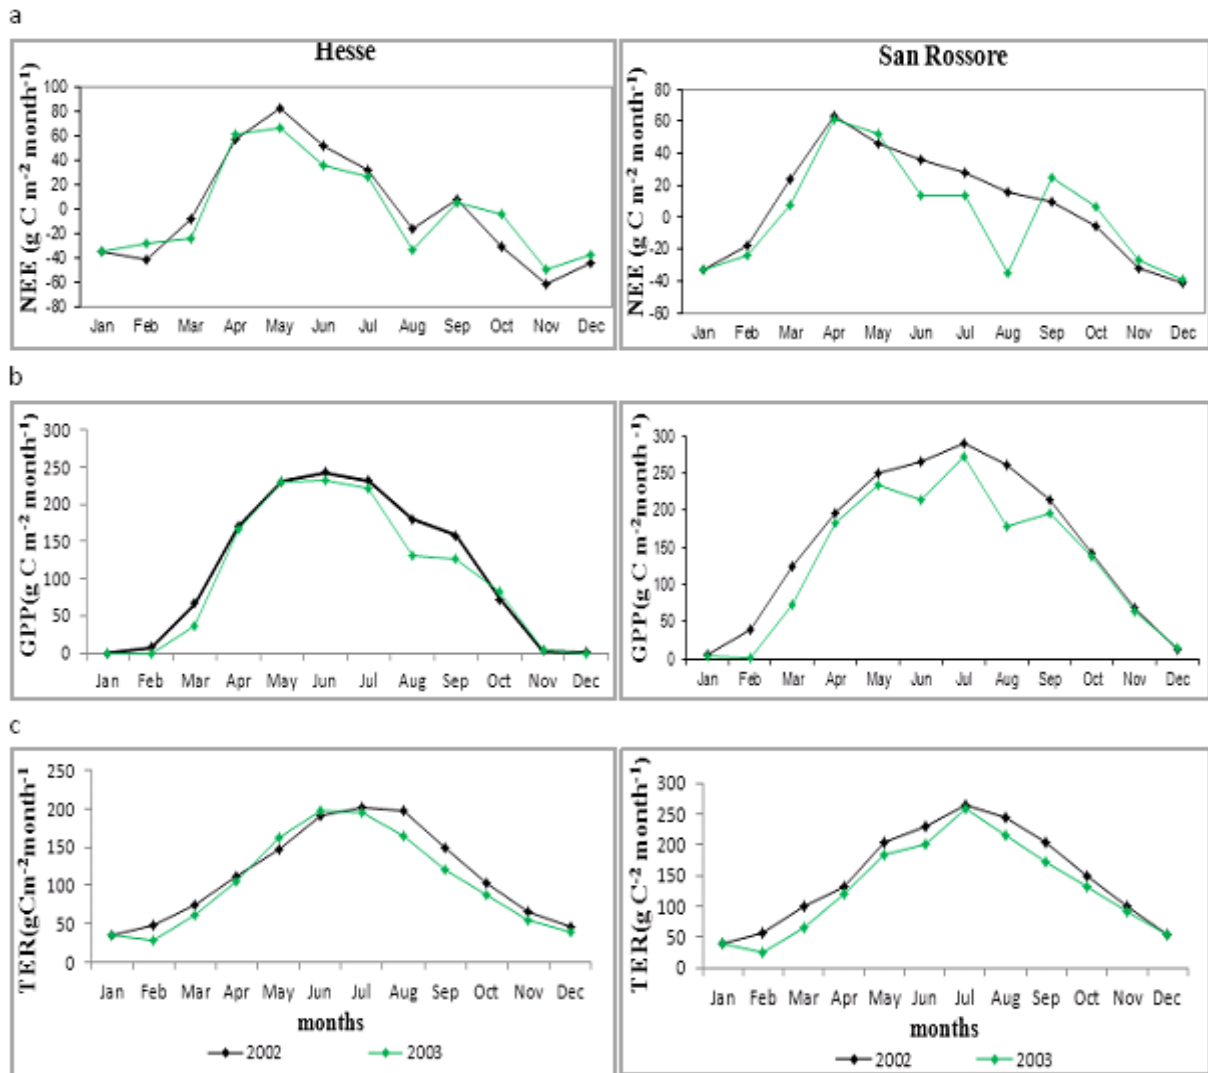 a
Hesse
NEE (g C m⁻² month⁻¹)
100
80
60
40
20
0
-20
-40
-60
-80
Jan Feb Mar Apr May Jun Jul Aug Sep Oct Nov Dec
San Rossore
NEE (g C m⁻² month⁻¹)
80
60
40
20
0
-20
-40
-60
Jan Feb Mar Apr May Jun Jul Aug Sep Oct Nov Dec
b
GPP(g C m⁻² month⁻¹)
300
250
200
150
100
50
0
Jan Feb Mar Apr May Jun Jul Aug Sep Oct Nov Dec
GPP(g C m⁻²month ⁻¹)
300
250
200
150
100
50
0
Jan Feb Mar Apr May Jun Jul Aug Sep Oct Nov Dec
c
TER(gCm⁻²month⁻¹
250
200
150
100
50
0
Jan Feb Mar Apr May Jun Jul Aug Sep Oct Nov Dec
months
2002 2003
TER(g C⁻² month⁻¹)
300
250
200
150
100
50
0
Jan Feb Mar Apr May Jun Jul Aug Sep Oct Nov Dec
months
2002 2003